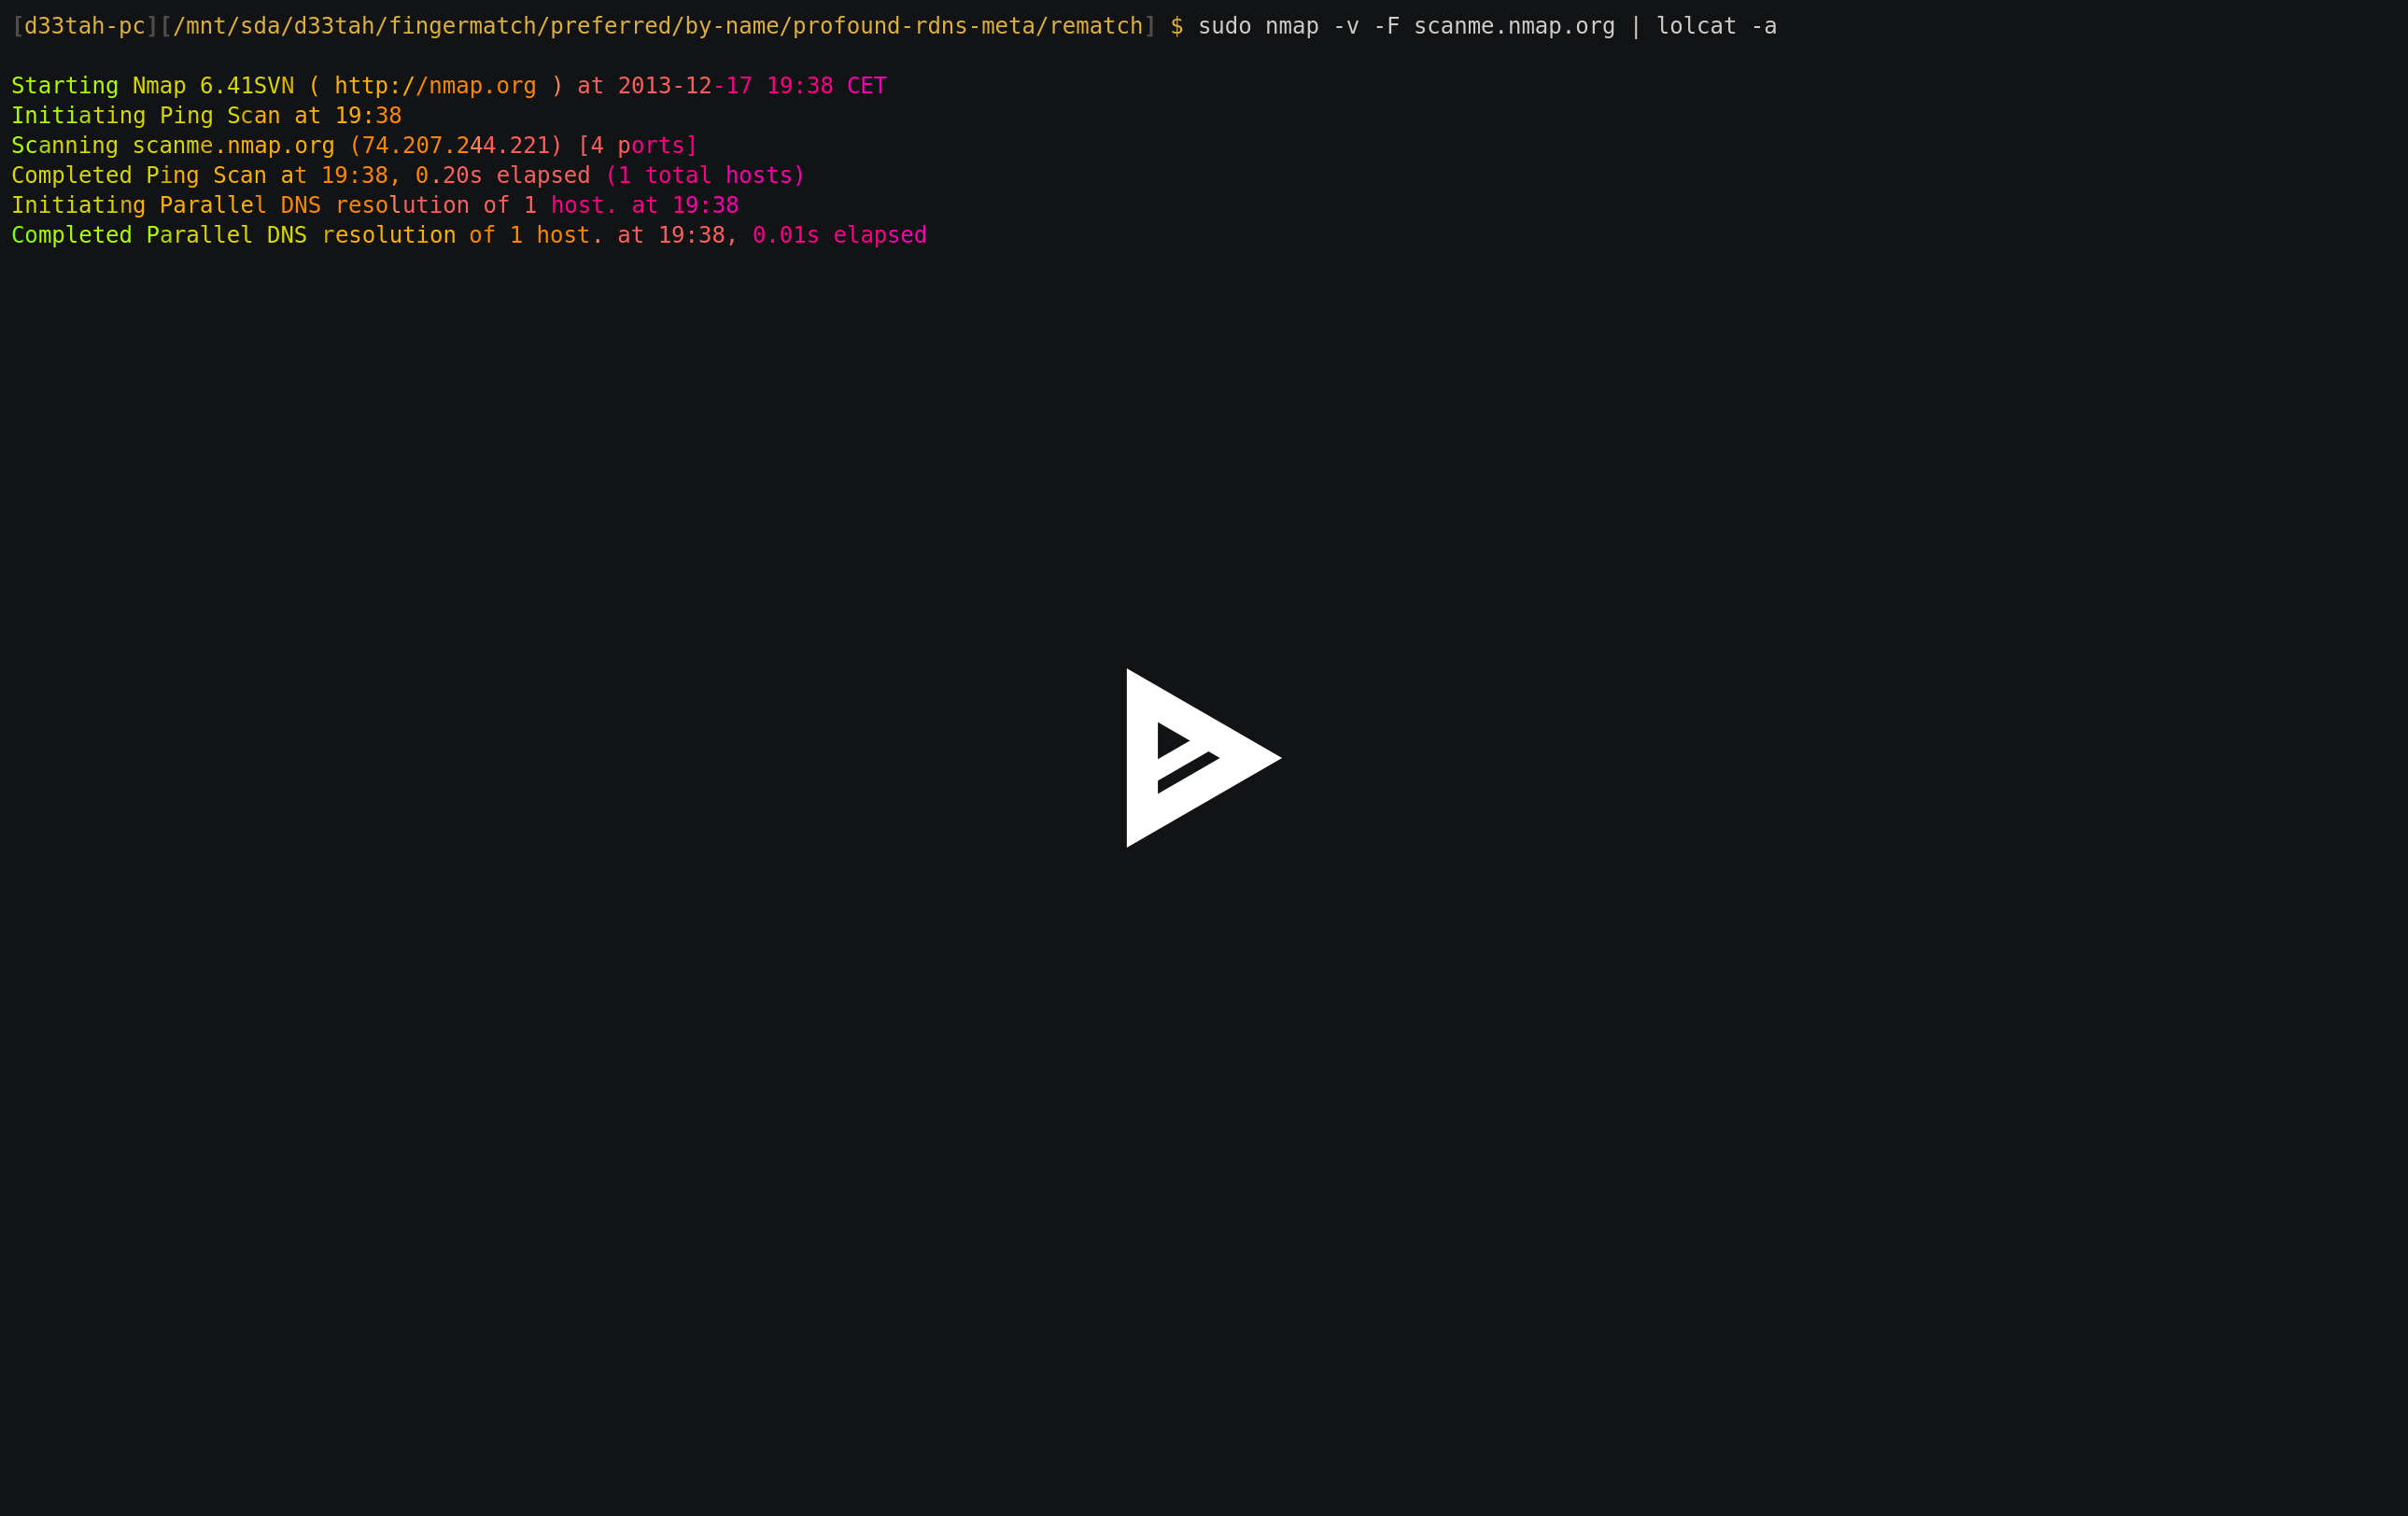 [d33tah-pc][/mnt/sda/d33tah/fingermatch/preferred/by-name/profound-rdns-meta/rematch] $ sudo nmap -v -F scanme.nmap.org | lolcat -a
Starting Nmap 6.41SVN ( http://nmap.org ) at 2013-12-17 19:38 CET
Initiating Ping Scan at 19:38
Scanning scanme.nmap.org (74.207.244.221) [4 ports]
Completed Ping Scan at 19:38, 0.20s elapsed (1 total hosts)
Initiating Parallel DNS resolution of 1 host. at 19:38
Completed Parallel DNS resolution of 1 host. at 19:38, 0.01s elapsed